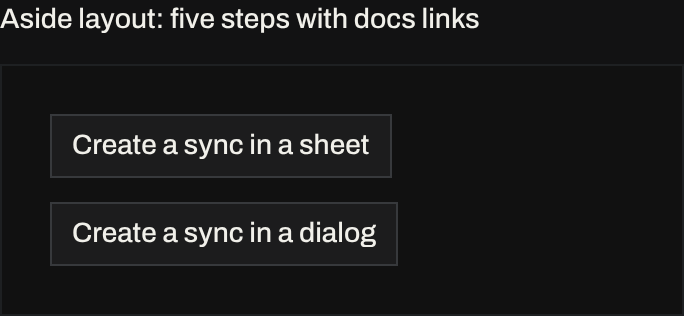 Aside layout: five steps with docs links
Create a sync in a sheet
Create a sync in a dialog